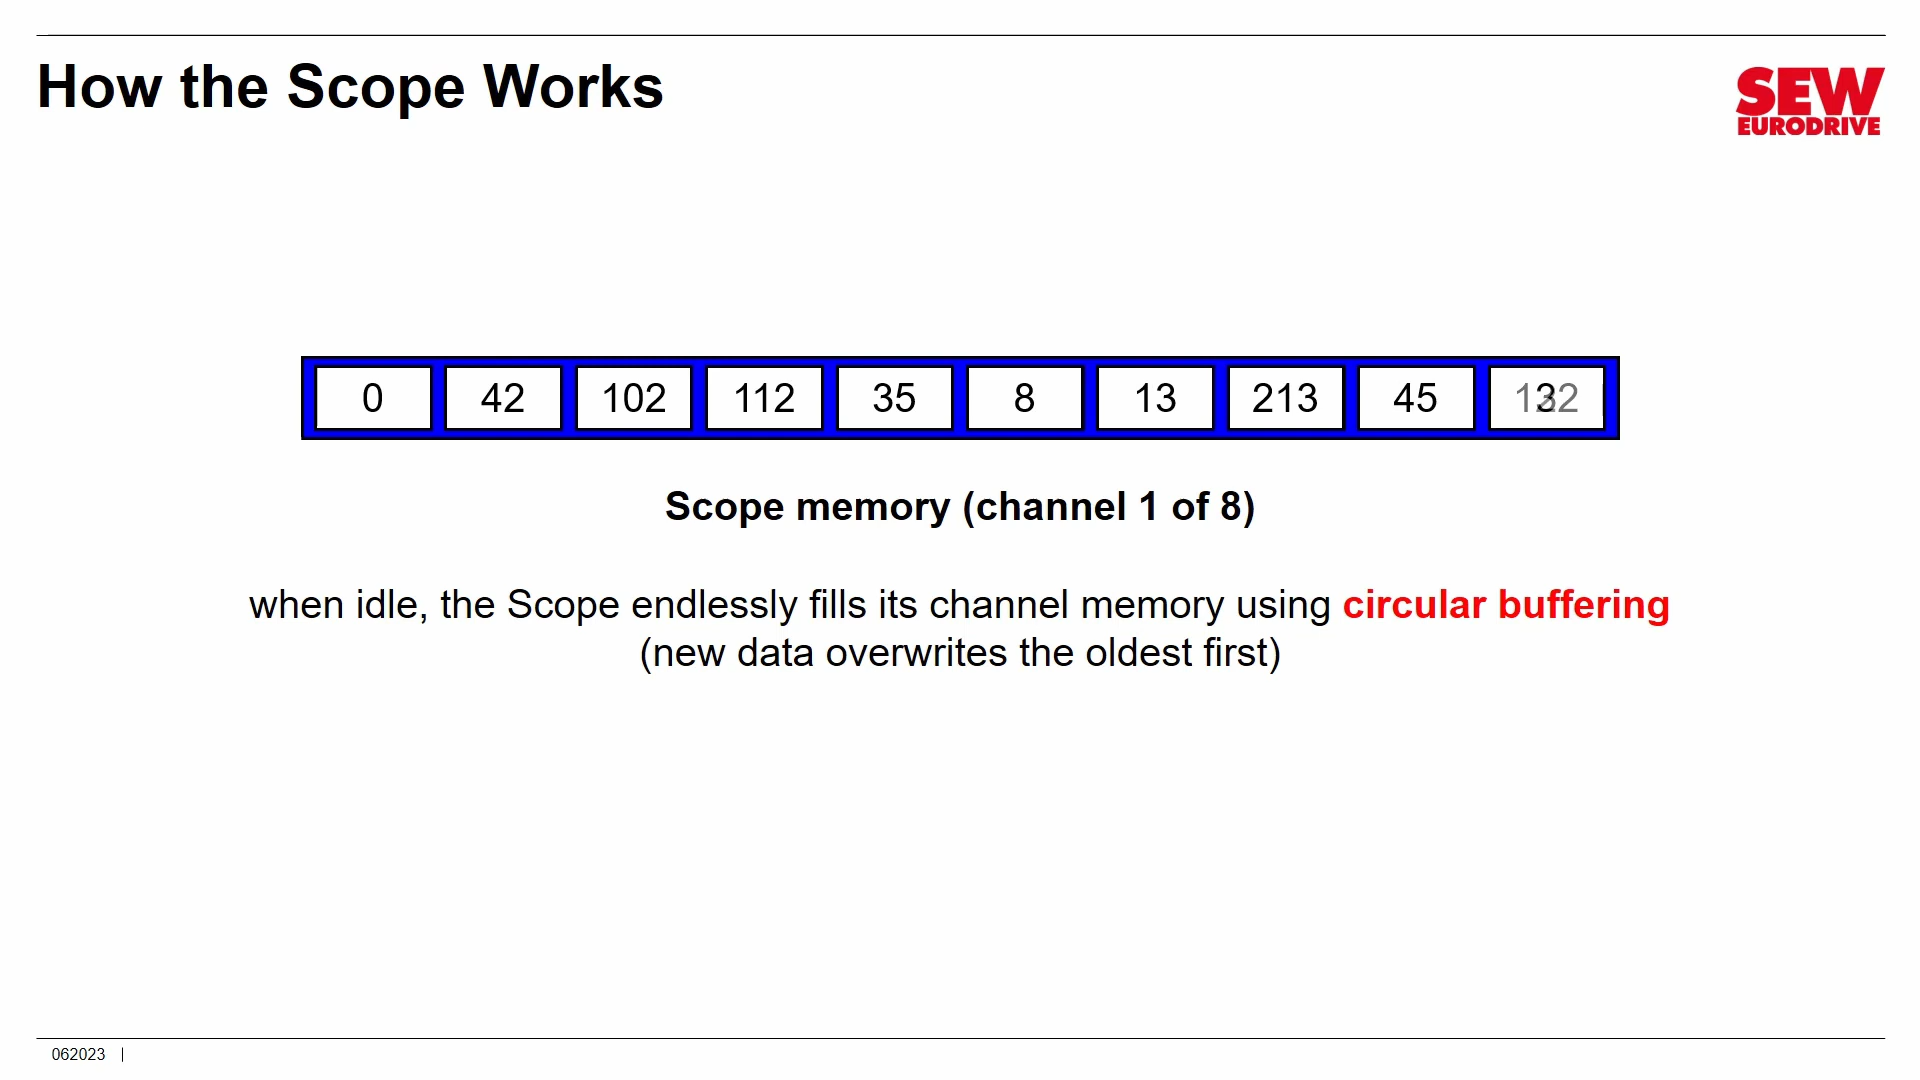 How the Scope Works
SEW
EURODRIVE
0 42 102 112 35 8 13 213 45
Scope memory (channel 1 of 8)
when idle, the Scope endlessly fills its channel memory using circular buffering
(new data overwrites the oldest first)
062023 |